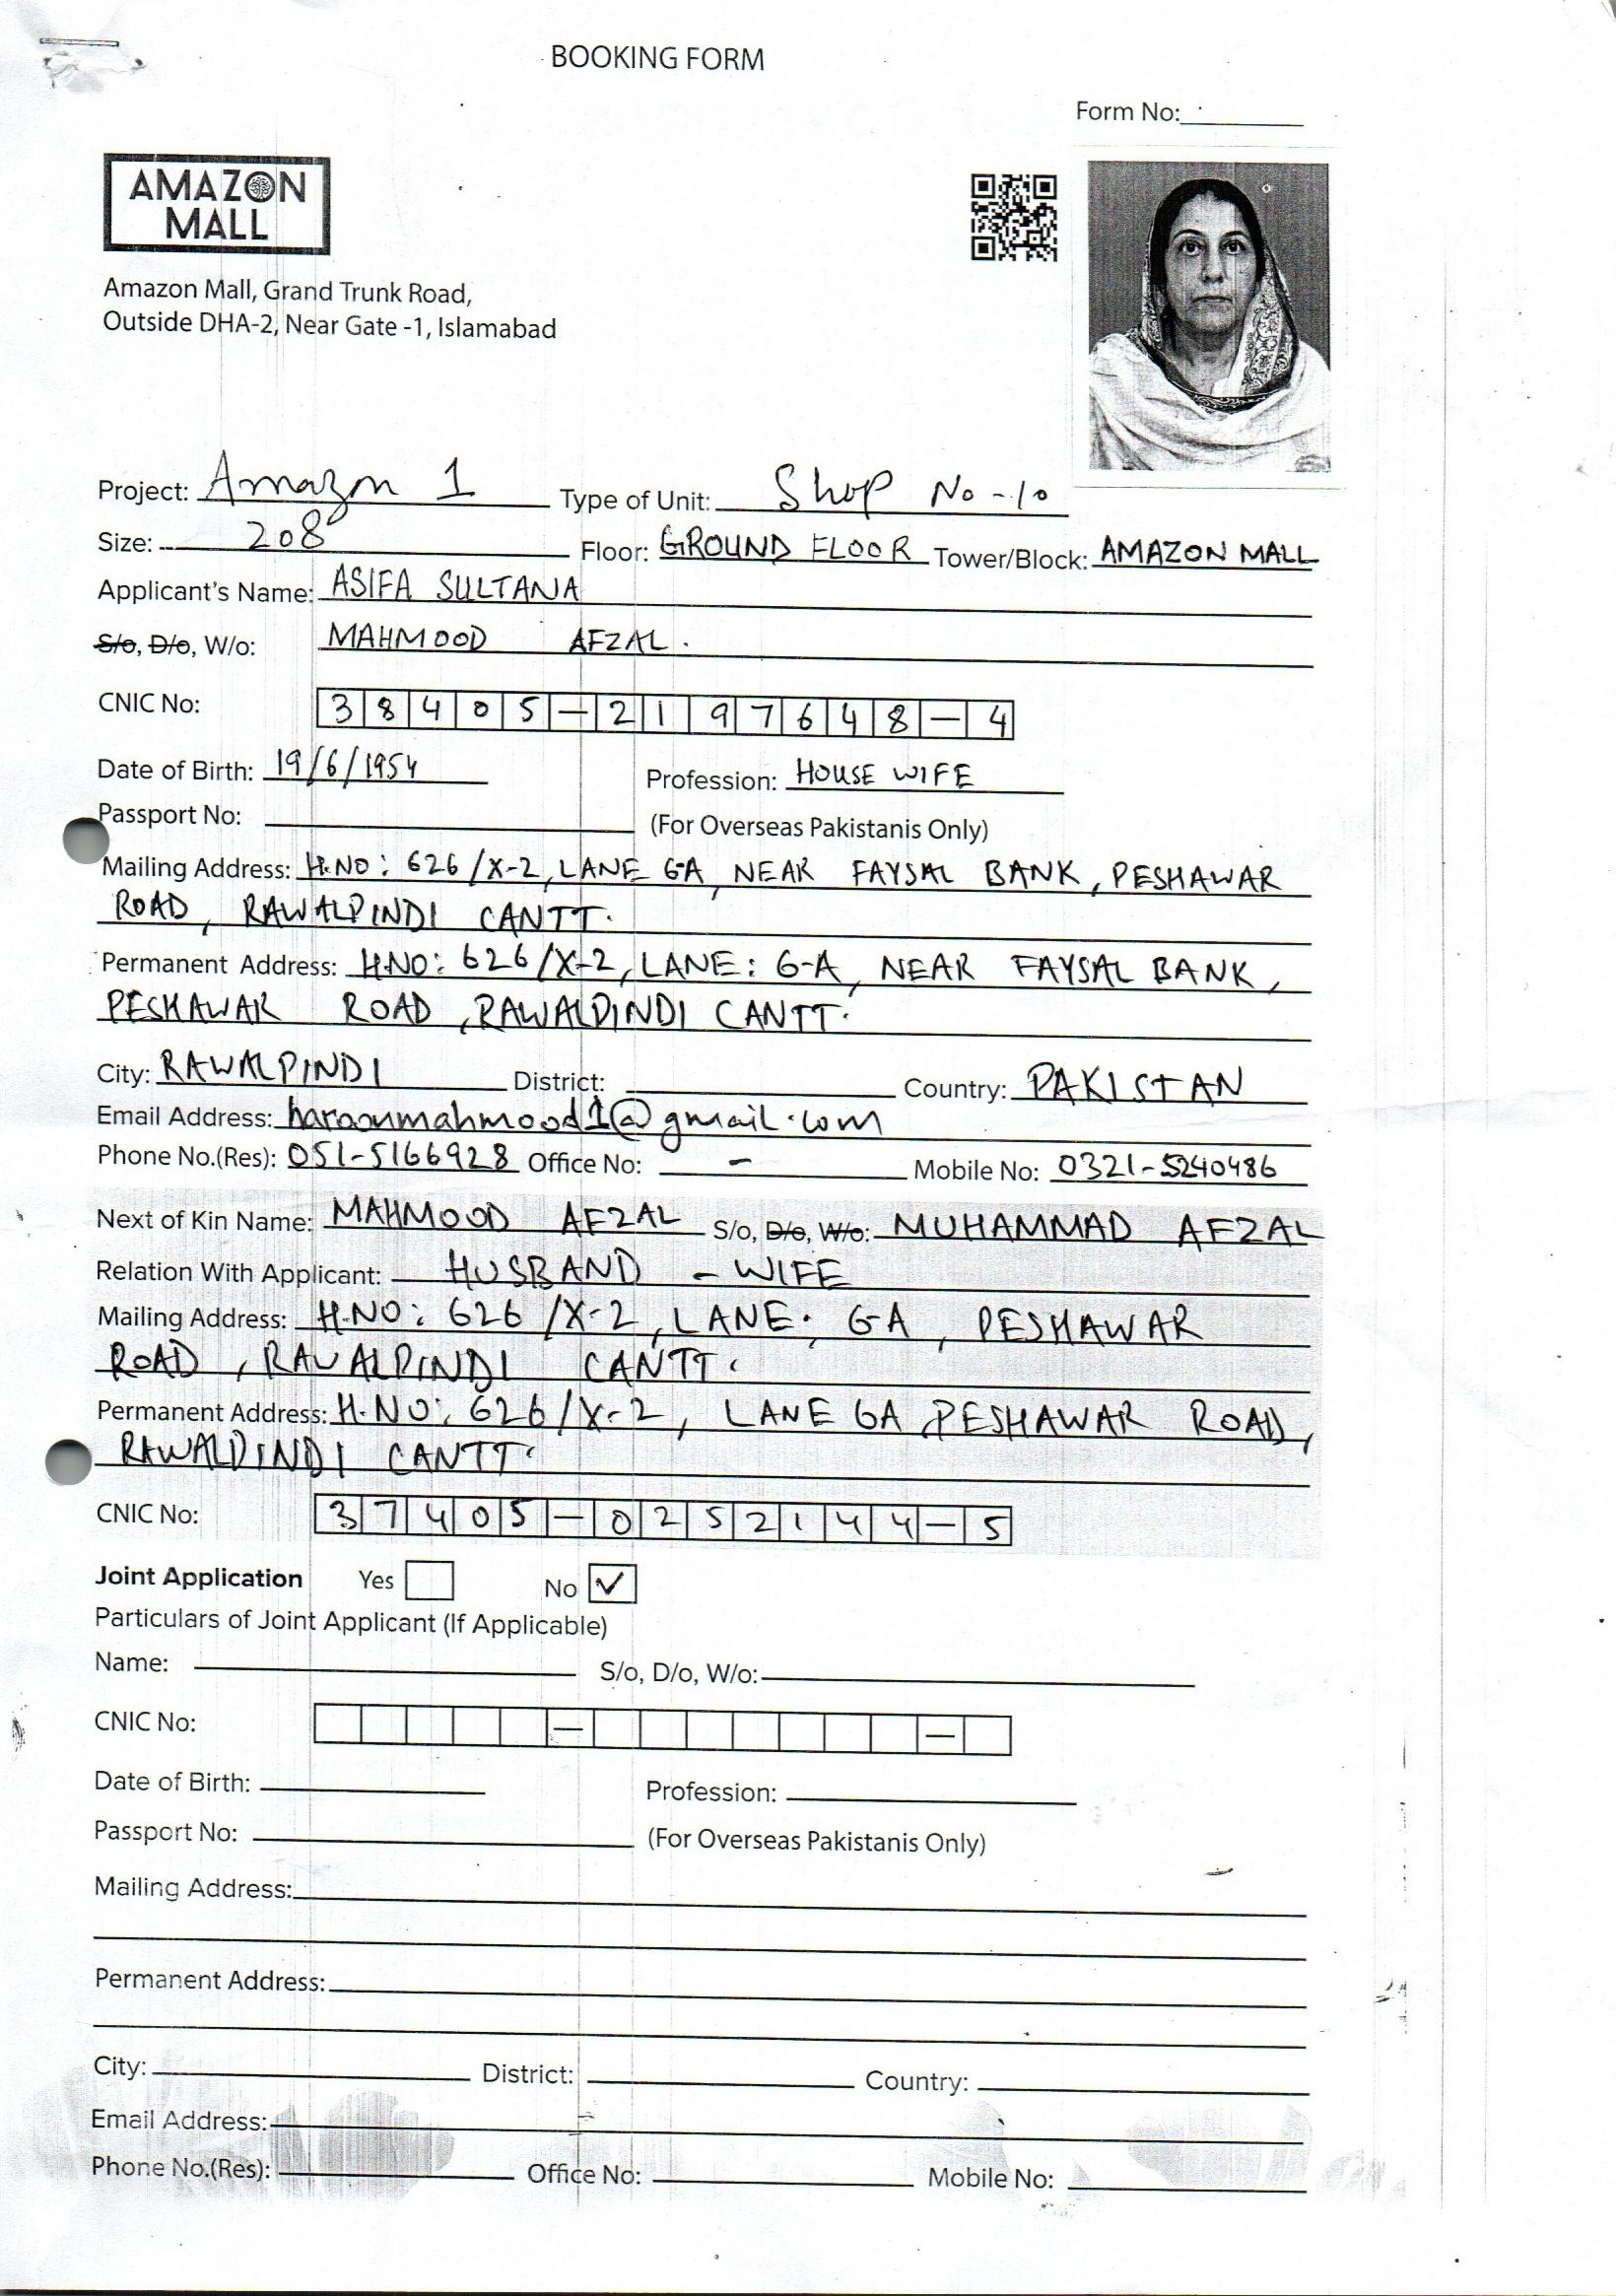 BOOKING FORM
Form No:
AMAZON
MALL
Amazon Mall, Grand Trunk Road,
Outside DHA-2, Near Gate -1, Islamabad
Project: Amazon 1 Type of Unit: Shop No -10
Size: 208 Floor: GROUND FLOOR Tower/Block: AMAZON MALL
Applicant's Name: ASIFA SULTANA
S/o, D/o, W/o: MAHMOOD AFZAL.
CNIC No: 38405-2197648-4
Date of Birth: 19/6/1954 Profession: HOUSE WIFE
Passport No: (For Overseas Pakistanis Only)
Mailing Address: H.NO: 626/X-2, LANE 6-A, NEAR FAYSAL BANK, PESHAWAR
ROAD, RAWALPINDI CANTT.
Permanent Address: H.NO: 626/X-2, LANE: 6-A, NEAR FAYSAL BANK,
PESHAWAR ROAD, RAWALPINDI CANTT.
City: RAWALPINDI District: Country: PAKISTAN
Email Address: haroonmahmood1@gmail.com
Phone No.(Res): 051-5166928 Office No: - Mobile No: 0321-5240486
Next of Kin Name: MAHMOOD AFZAL S/o, D/o, W/o: MUHAMMAD AFZAL
Relation With Applicant: HUSBAND - WIFE
Mailing Address: H.NO: 626/X-2, LANE: 6-A, PESHAWAR
ROAD, RAWALPINDI CANTT.
Permanent Address: H.NO: 626/X-2, LANE 6A, PESHAWAR ROAD,
RAWALPINDI CANTT.
CNIC No: 37405-0252144-5
Joint Application Yes No ✓
Particulars of Joint Applicant (If Applicable)
Name: S/o, D/o, W/o:
CNIC No: - -
Date of Birth: Profession:
Passport No: (For Overseas Pakistanis Only)
Mailing Address:
Permanent Address:
City: District: Country:
Email Address:
Phone No.(Res): Office No: Mobile No: